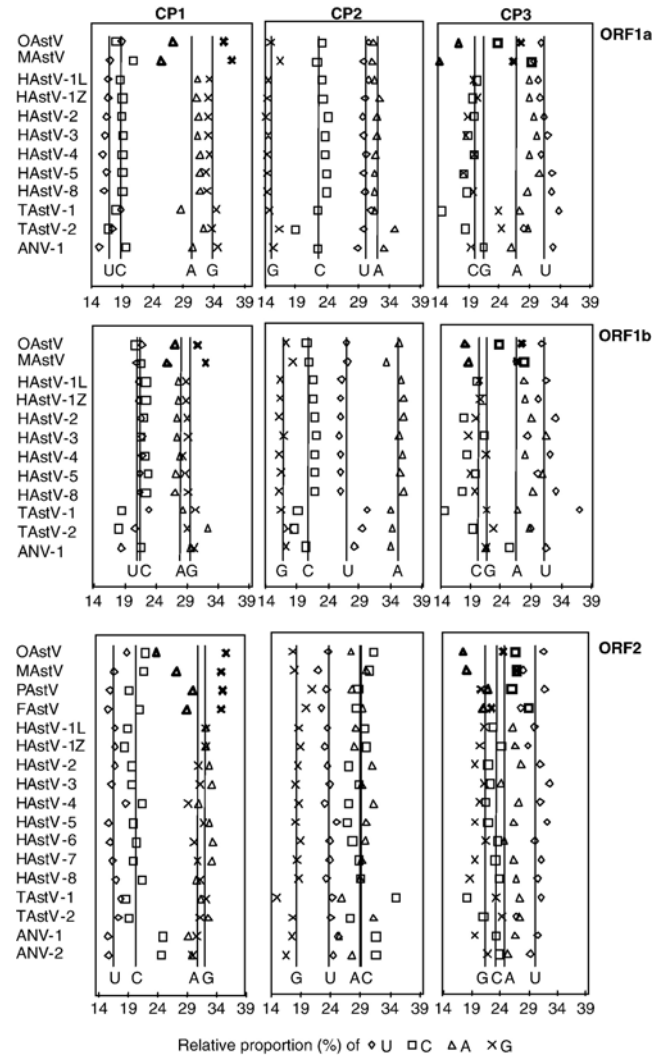 CP1 CP2 CP3
ORF1a
OAstV
MAstV
HAstV-1L
HAstV-1Z
HAstV-2
HAstV-3
HAstV-4
HAstV-5
HAstV-8
TAstV-1
TAstV-2
ANV-1
U C A G G C U A C G A U
14 19 24 29 34 39 14 19 24 29 34 39 14 19 24 29 34 39
ORF1b
OAstV
MAstV
HAstV-1L
HAstV-1Z
HAstV-2
HAstV-3
HAstV-4
HAstV-5
HAstV-8
TAstV-1
TAstV-2
ANV-1
U C A G G C U A C G A U
14 19 24 29 34 39 14 19 24 29 34 39 14 19 24 29 34 39
ORF2
OAstV
MAstV
PAstV
FAstV
HAstV-1L
HAstV-1Z
HAstV-2
HAstV-3
HAstV-4
HAstV-5
HAstV-6
HAstV-7
HAstV-8
TAstV-1
TAstV-2
ANV-1
ANV-2
U C A G G U A C G C A U
14 19 24 29 34 39 14 19 24 29 34 39 14 19 24 29 34 39
Relative proportion (%) of ◇ U □ C △ A × G